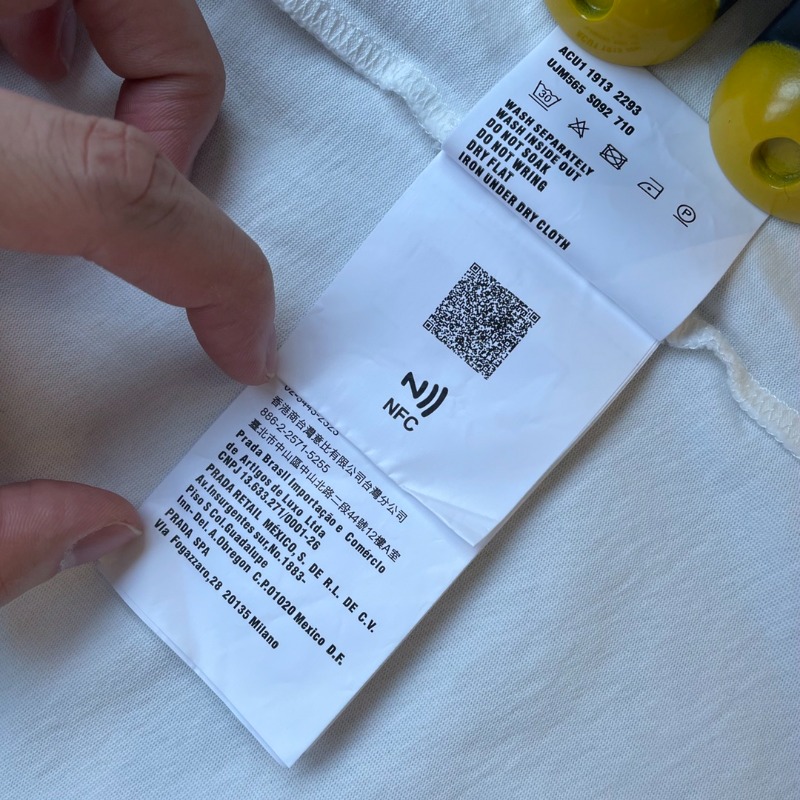 ACU1 1913 2293
UJM565 S092 710
30
P
WASH SEPARATELY
WASH INSIDE OUT
DO NOT SOAK
DO NOT WRING
DRY FLAT
IRON UNDER DRY CLOTH
NFC
香港商台灣意比有限公司台灣分公司
886-2-2571-5255
臺北市中山區中山北路二段44號12樓A室
Prada Brasil Importação e Comércio
de Artigos de Luxo Ltda
CNPJ 13.633.271/0001-26
PRADA RETAIL MEXICO, S. DE R.L. DE C.V.
Av.Insurgentes sur.No.1883-
Piso S Col.Guadalupe
Inn- Del. A.Obregon C.P.01020 Mexico D.F.
PRADA SPA
Via Fogazzaro,28 20135 Milano